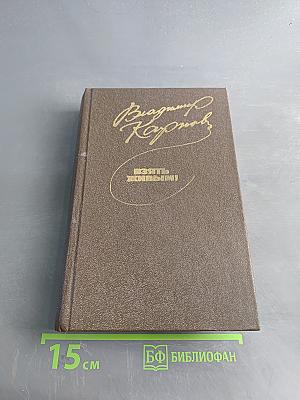 Владимир
Карпов
ВЗЯТЬ
ЖИВЫМ!
15 см
БФ БИБЛИОФАН